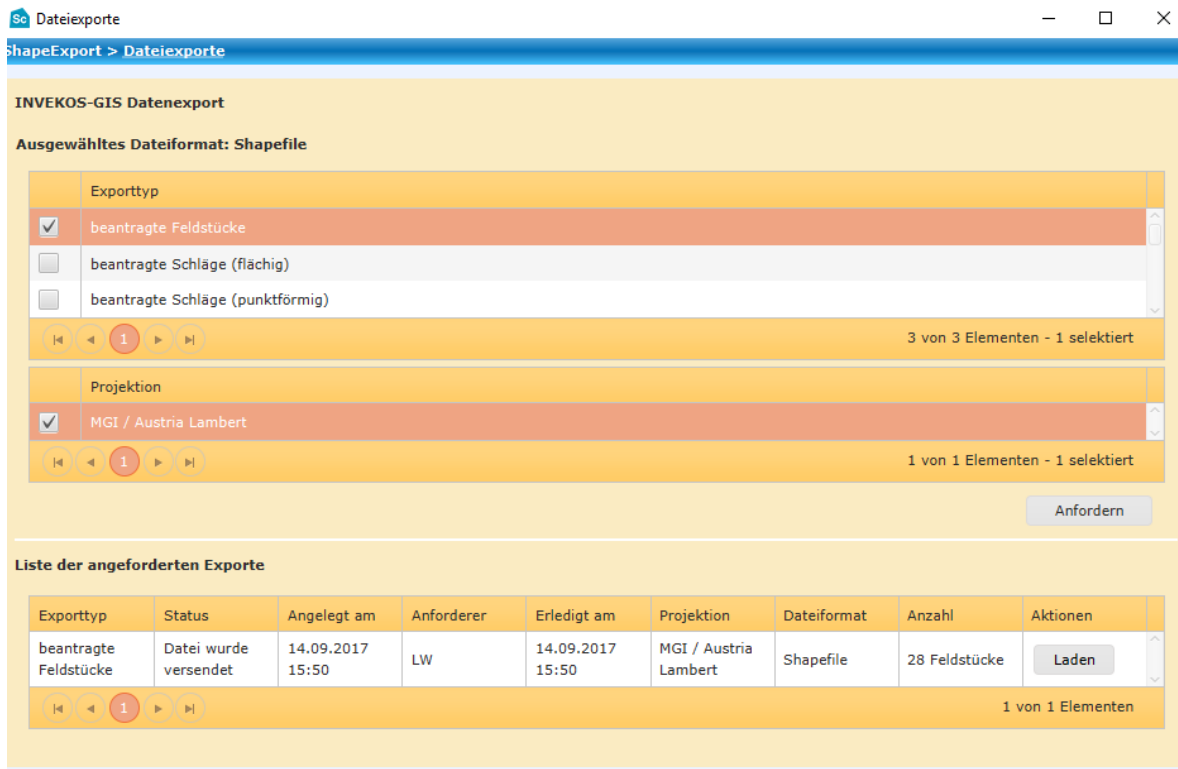 Sc Dateiexporte
ShapeExport > Dateiexporte
INVEKOS-GIS Datenexport
Ausgewähltes Dateiformat: Shapefile
Exporttyp
beantragte Feldstücke
beantragte Schläge (flächig)
beantragte Schläge (punktförmig)
1
3 von 3 Elementen - 1 selektiert
Projektion
MGI / Austria Lambert
1
1 von 1 Elementen - 1 selektiert
Anfordern
Liste der angeforderten Exporte
Exporttyp Status Angelegt am Anforderer Erledigt am Projektion Dateiformat Anzahl Aktionen
beantragte Feldstücke Datei wurde versendet 14.09.2017 15:50 LW 14.09.2017 15:50 MGI / Austria Lambert Shapefile 28 Feldstücke Laden
1
1 von 1 Elementen